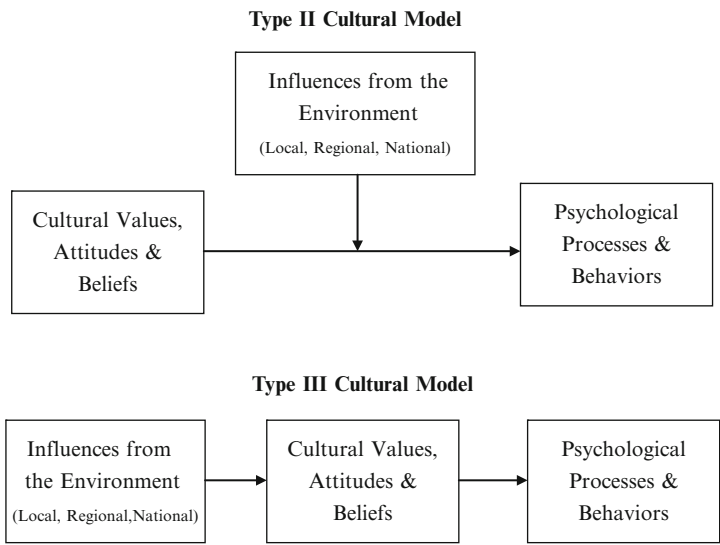 Type II Cultural Model
Influences from the
Environment
(Local, Regional, National)
Cultural Values,
Attitudes &
Beliefs
Psychological
Processes &
Behaviors
Type III Cultural Model
Influences from
the Environment
(Local, Regional,National)
Cultural Values,
Attitudes &
Beliefs
Psychological
Processes &
Behaviors